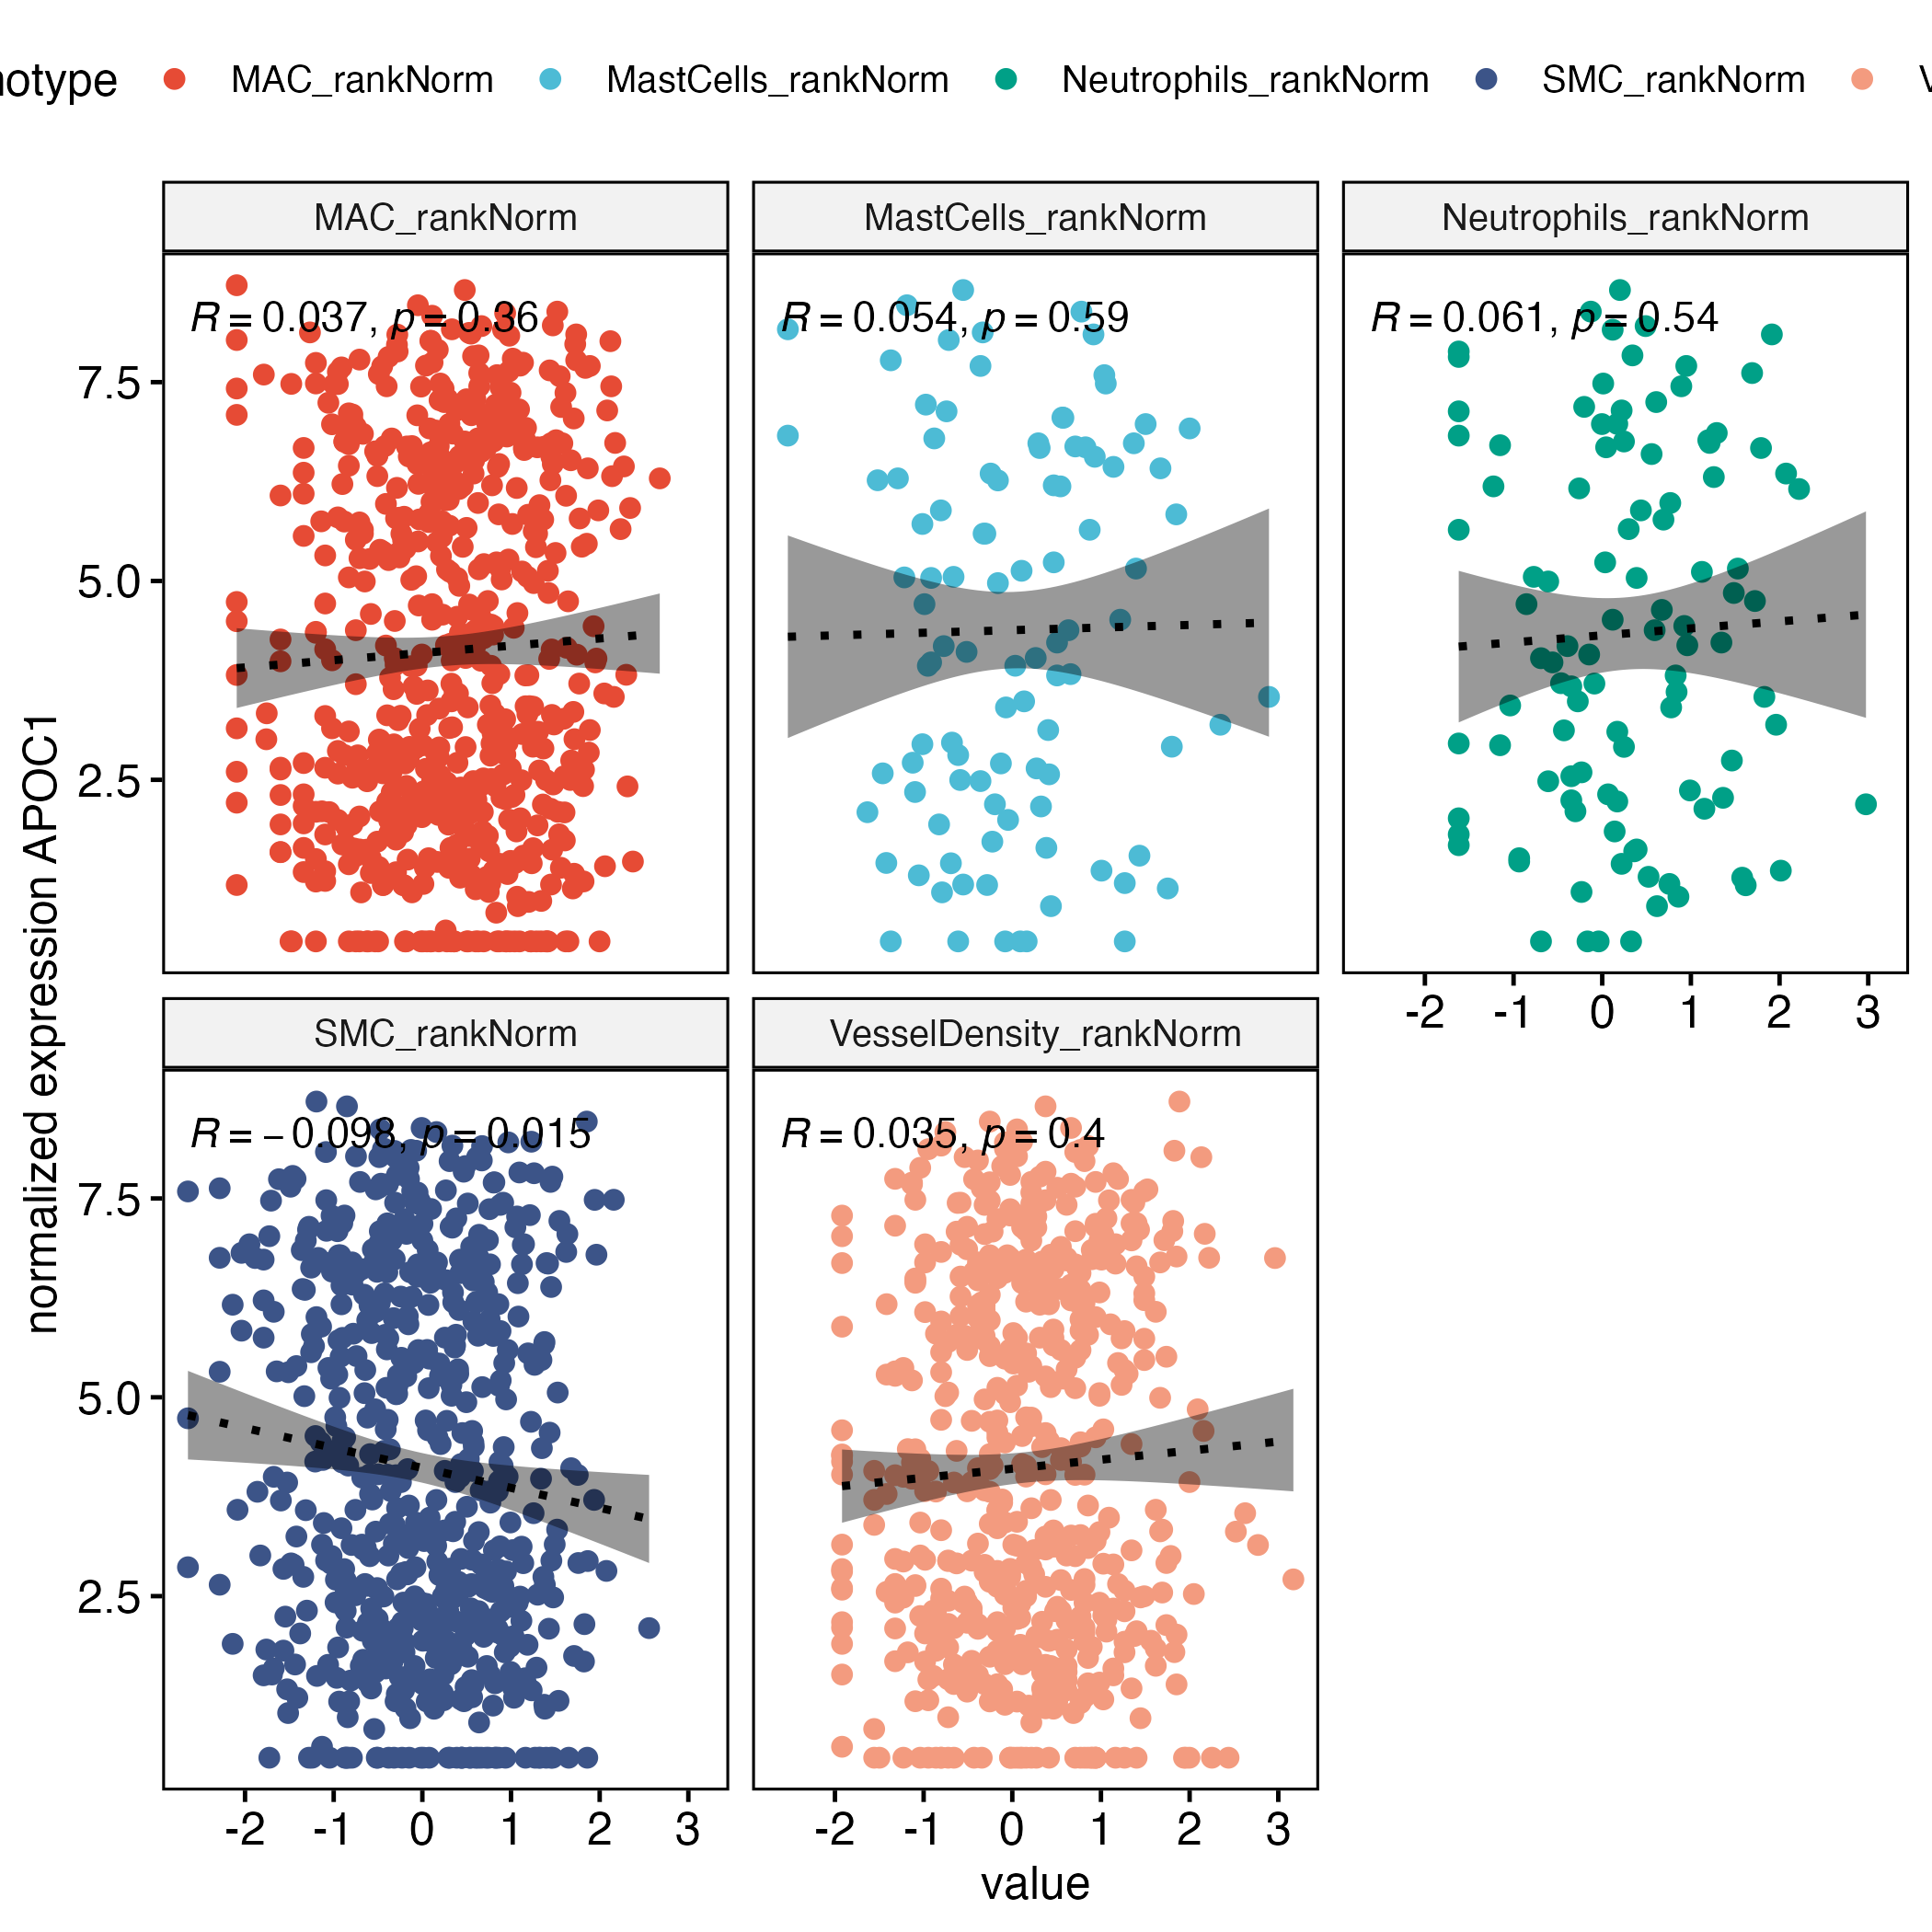 notype MAC_rankNorm MastCells_rankNorm Neutrophils_rankNorm SMC_rankNorm V
MAC_rankNorm MastCells_rankNorm Neutrophils_rankNorm
R = 0.037, p = 0.36 R = 0.054, p = 0.59 R = 0.061, p = 0.54
7.5
5.0
2.5
-2 -1 0 1 2 3
normalized expression APOC1
SMC_rankNorm VesselDensity_rankNorm
R = −0.098, p = 0.015 R = 0.035, p = 0.4
7.5
5.0
2.5
-2 -1 0 1 2 3 -2 -1 0 1 2 3
value